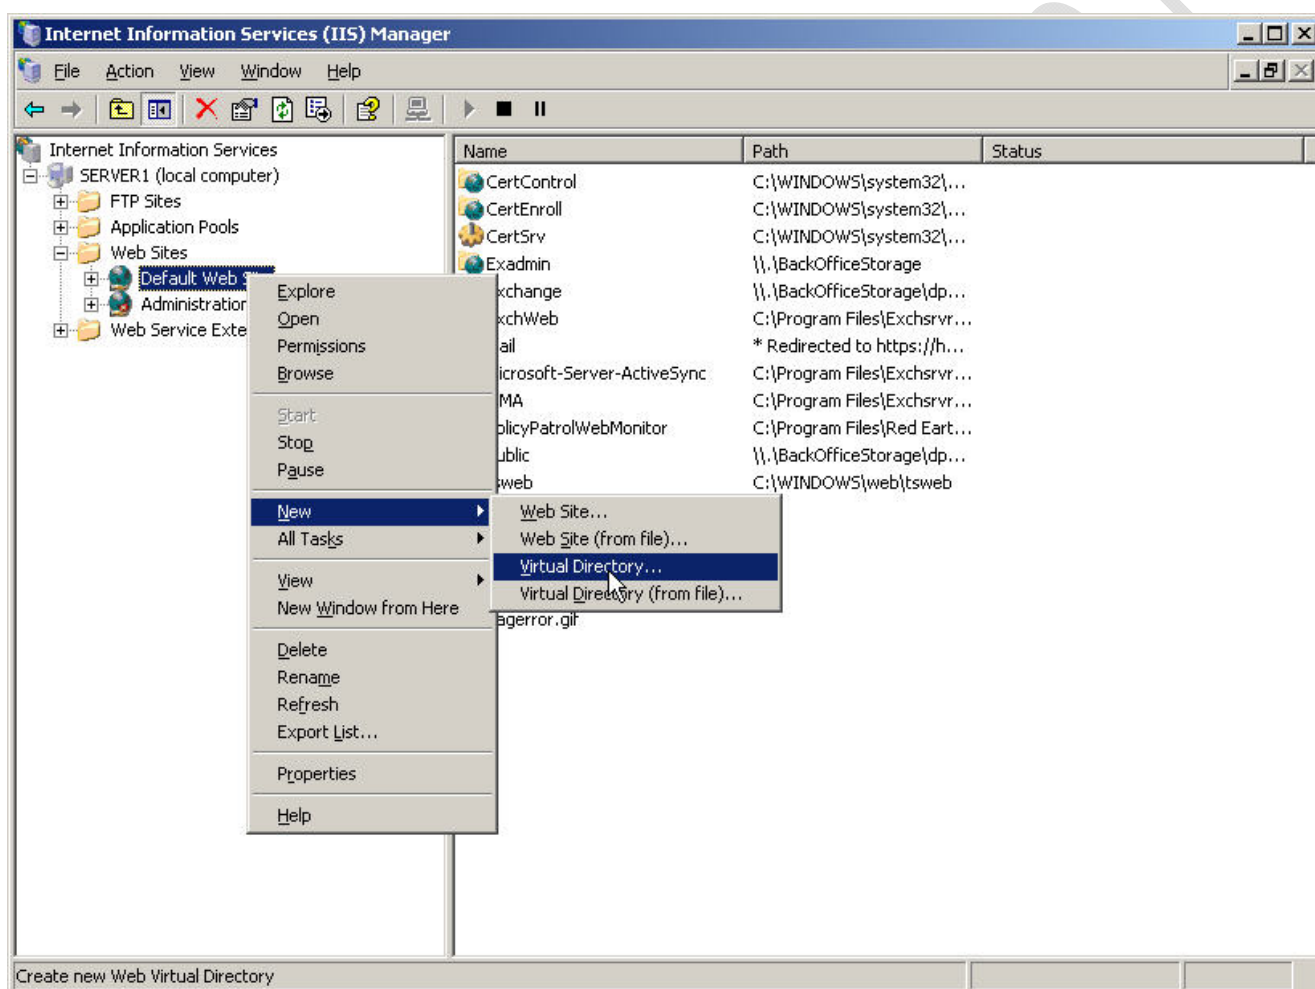 Internet Information Services (IIS) Manager
File Action View Window Help
Internet Information Services
SERVER1 (local computer)
FTP Sites
Application Pools
Web Sites
Default Web
Administration
Web Service Exte
Name Path Status
CertControl C:\WINDOWS\system32\...
CertEnroll C:\WINDOWS\system32\...
CertSrv C:\WINDOWS\system32\...
Exadmin \\.\BackOfficeStorage
xchange \\.\BackOfficeStorage\dp...
xchWeb C:\Program Files\Exchsrvr...
ail * Redirected to https://h...
icrosoft-Server-ActiveSync C:\Program Files\Exchsrvr...
MA C:\Program Files\Exchsrvr...
olicyPatrolWebMonitor C:\Program Files\Red Eart...
ublic \\.\BackOfficeStorage\dp...
sweb C:\WINDOWS\web\tsweb
agerror.gif
Explore
Open
Permissions
Browse
Start
Stop
Pause
New
All Tasks
View
New Window from Here
Delete
Rename
Refresh
Export List...
Properties
Help
Web Site...
Web Site (from file)...
Virtual Directory...
Virtual Directory (from file)...
Create new Web Virtual Directory